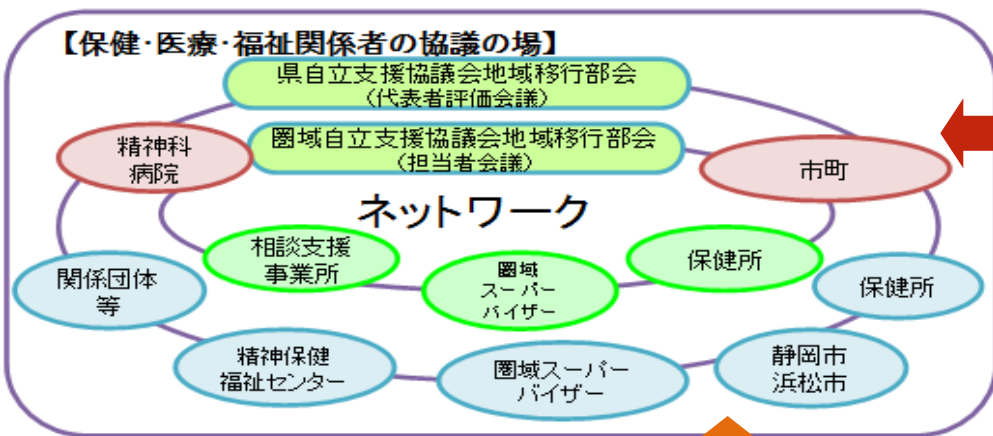 【保健・医療・福祉関係者の協議の場】
県自立支援協議会地域移行部会
（代表者評価会議）
圏域自立支援協議会地域移行部会
（担当者会議）
精神科
病院
市町
ネットワーク
相談支援
事業所
圏域
スーパー
バイザー
保健所
関係団体
等
保健所
精神保健
福祉センター
圏域スーパー
バイザー
静岡市
浜松市